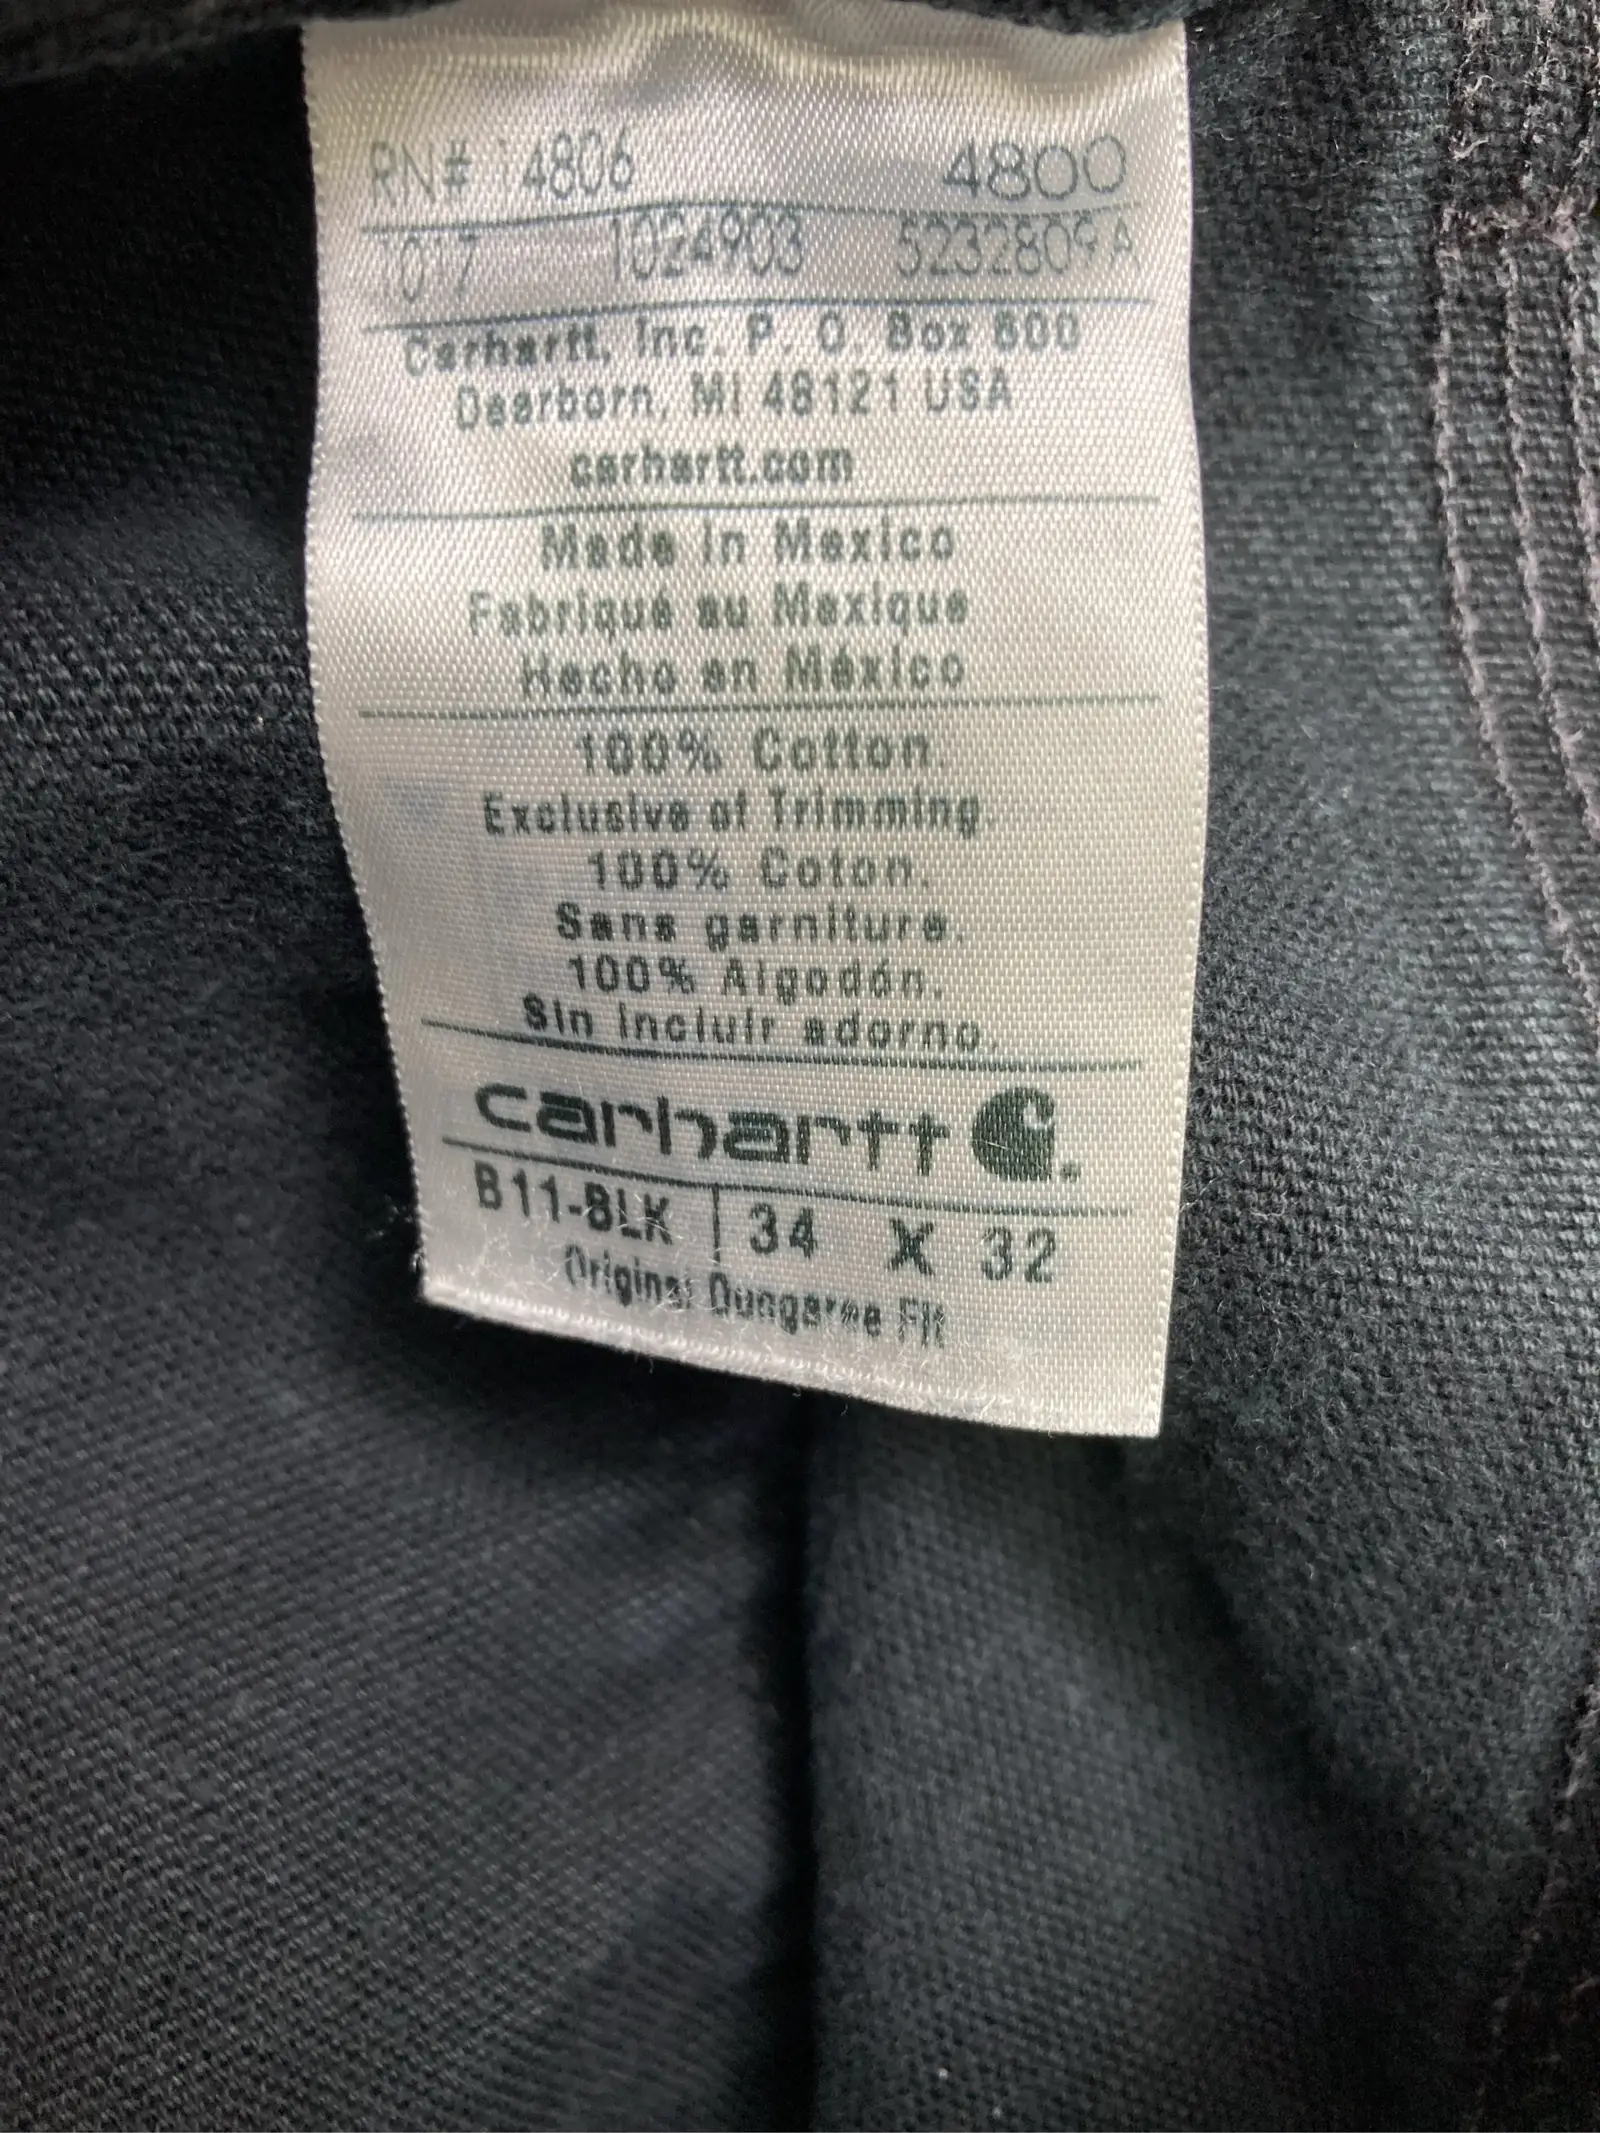 RN# 14806 4800
1017 1024903 5232809A
Carhartt, Inc. P. O. Box 600
Dearborn, MI 48121 USA
carhartt.com
Made in Mexico
Fabriqué au Mexique
Hecho en México
100% Cotton.
Exclusive of Trimming.
100% Coton.
Sans garniture.
100% Algodón.
Sin incluir adorno.
carhartt
B11-BLK | 34 X 32
Original Dungaree Fit